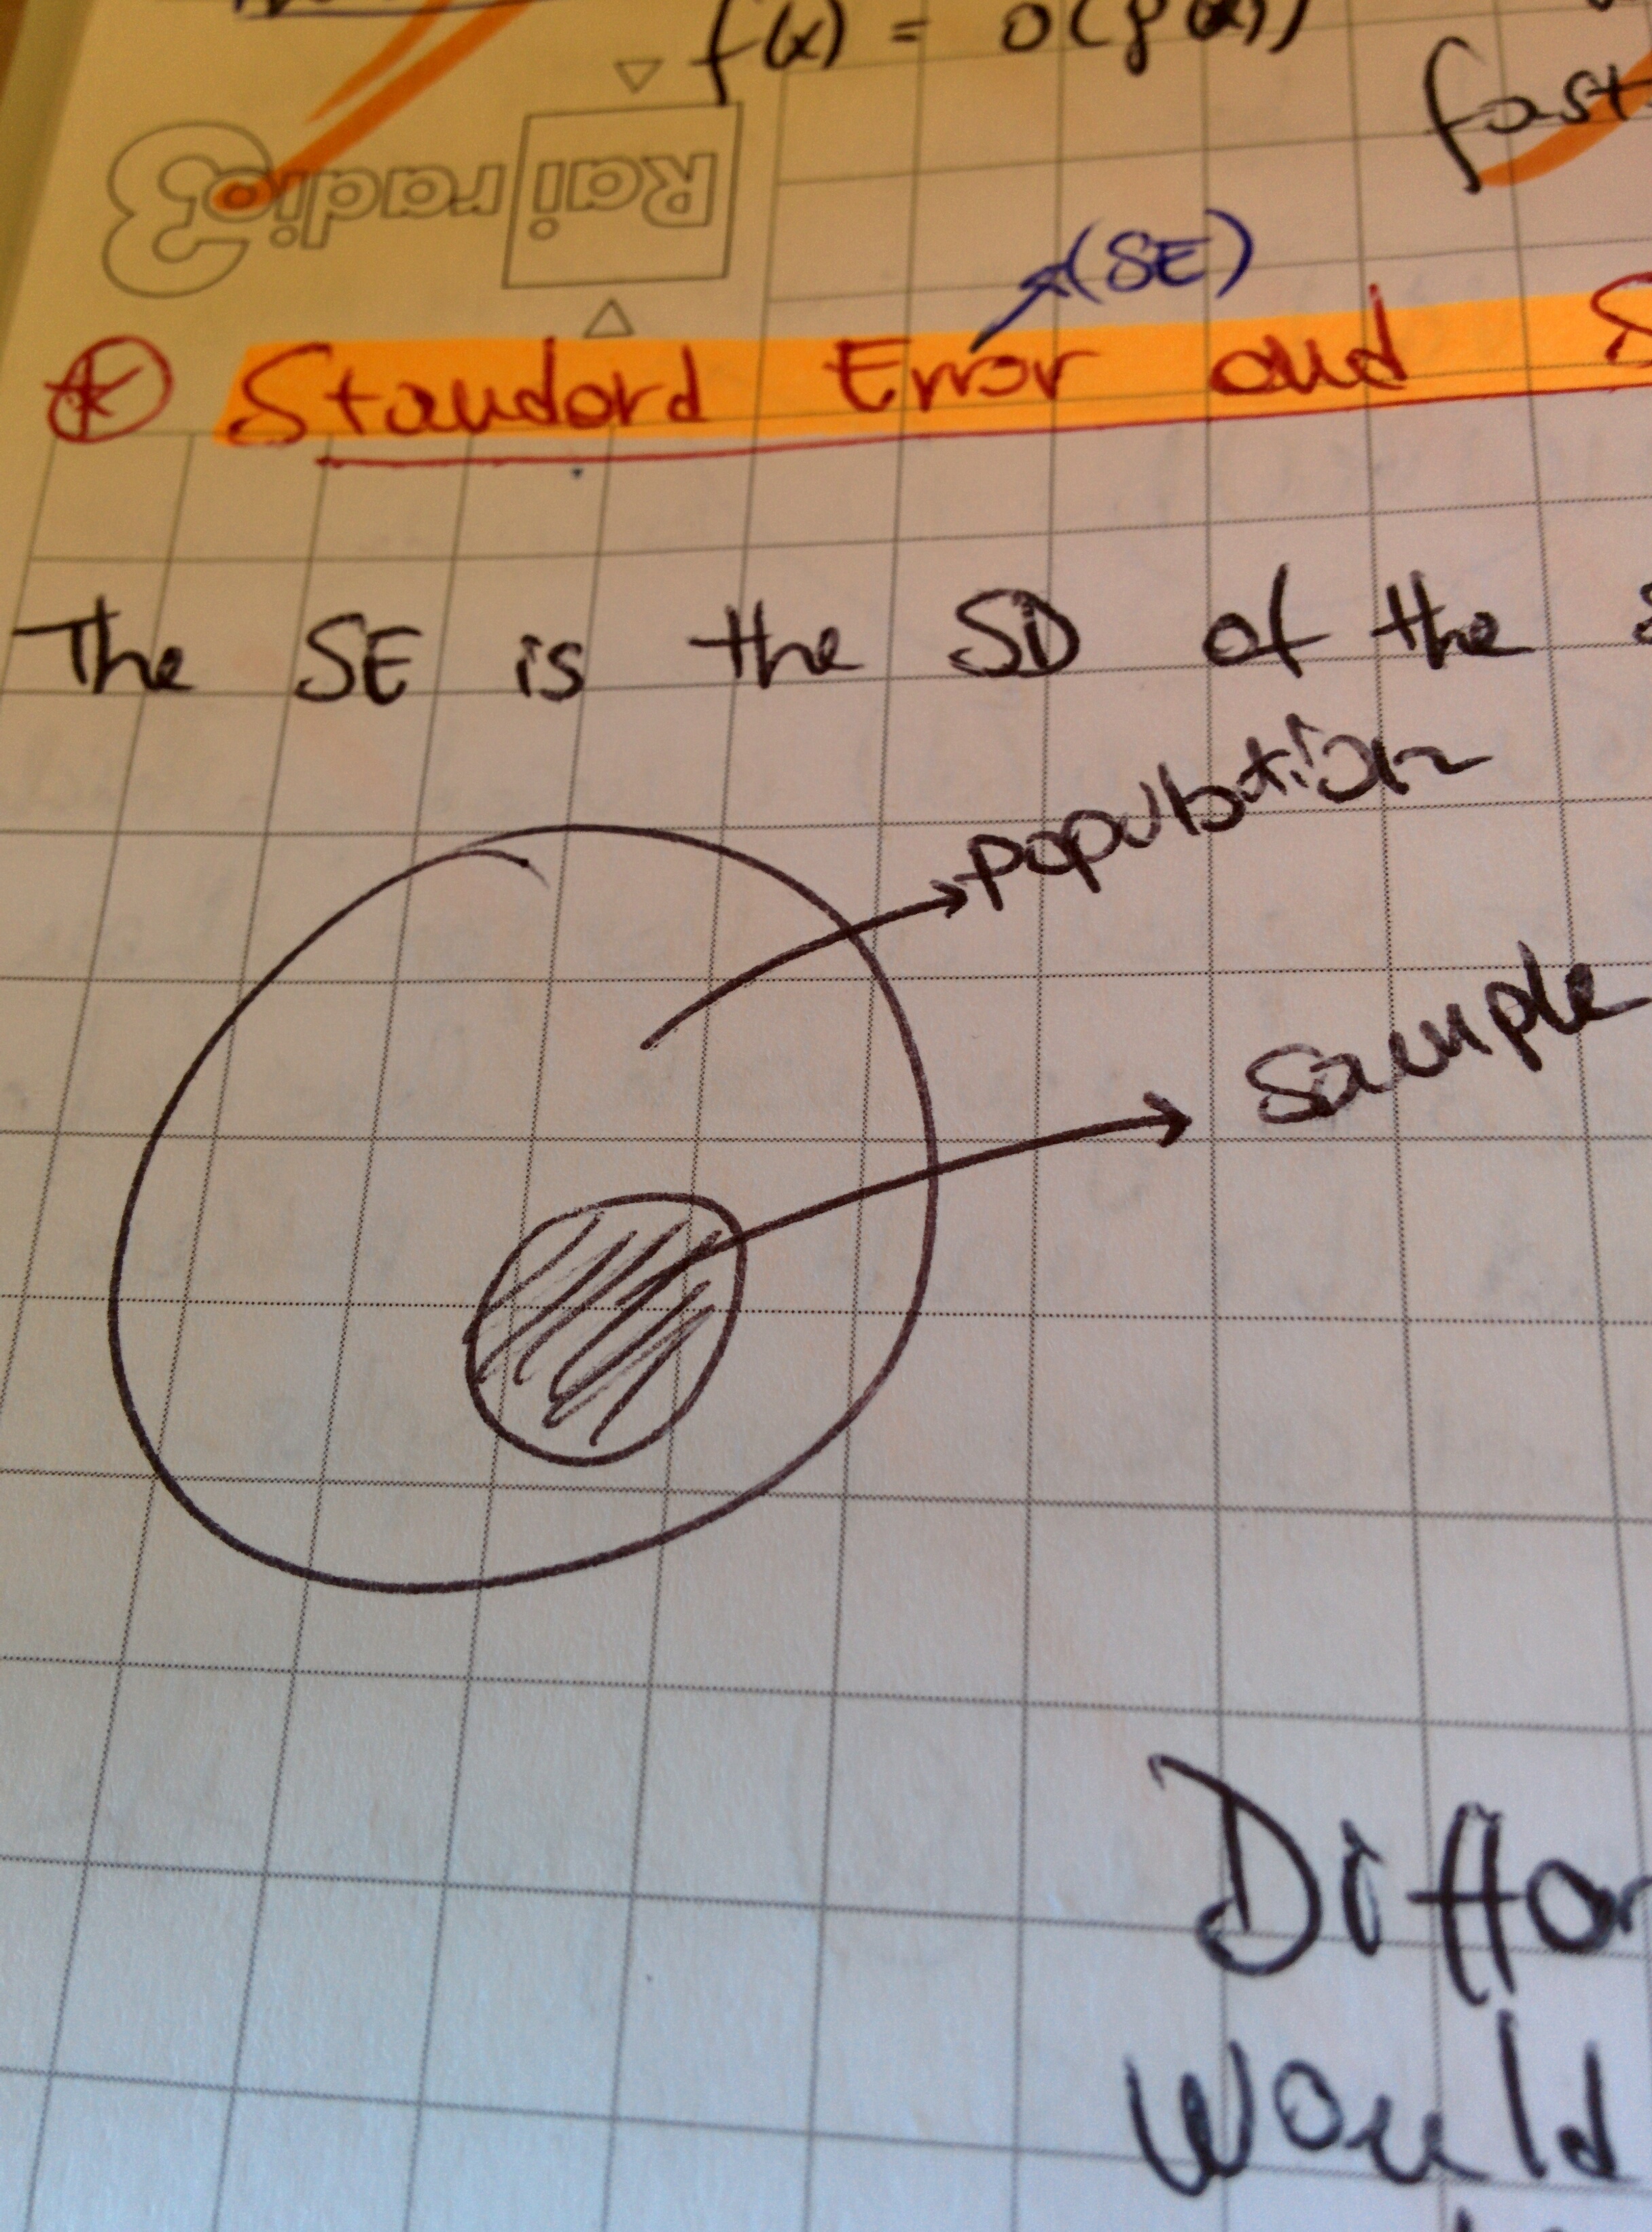 f(x) = o(g(x))
fast
Rai radio3
(SE)
Standard Error and S
The SE is the SD of the s
population
sample
Differ
Would